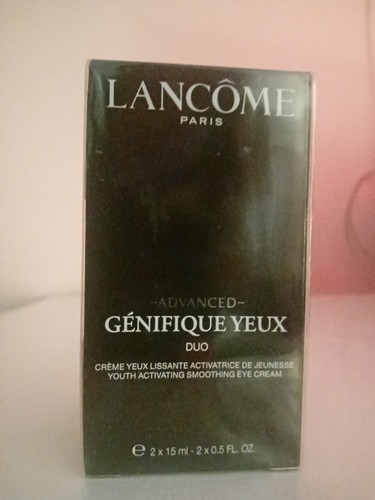 LANCÔME
PARIS
-ADVANCED-
GÉNIFIQUE YEUX
DUO
CRÈME YEUX LISSANTE ACTIVATRICE DE JEUNESSE
YOUTH ACTIVATING SMOOTHING EYE CREAM
℮ 2 x 15 ml - 2 x 0.5 FL. OZ.